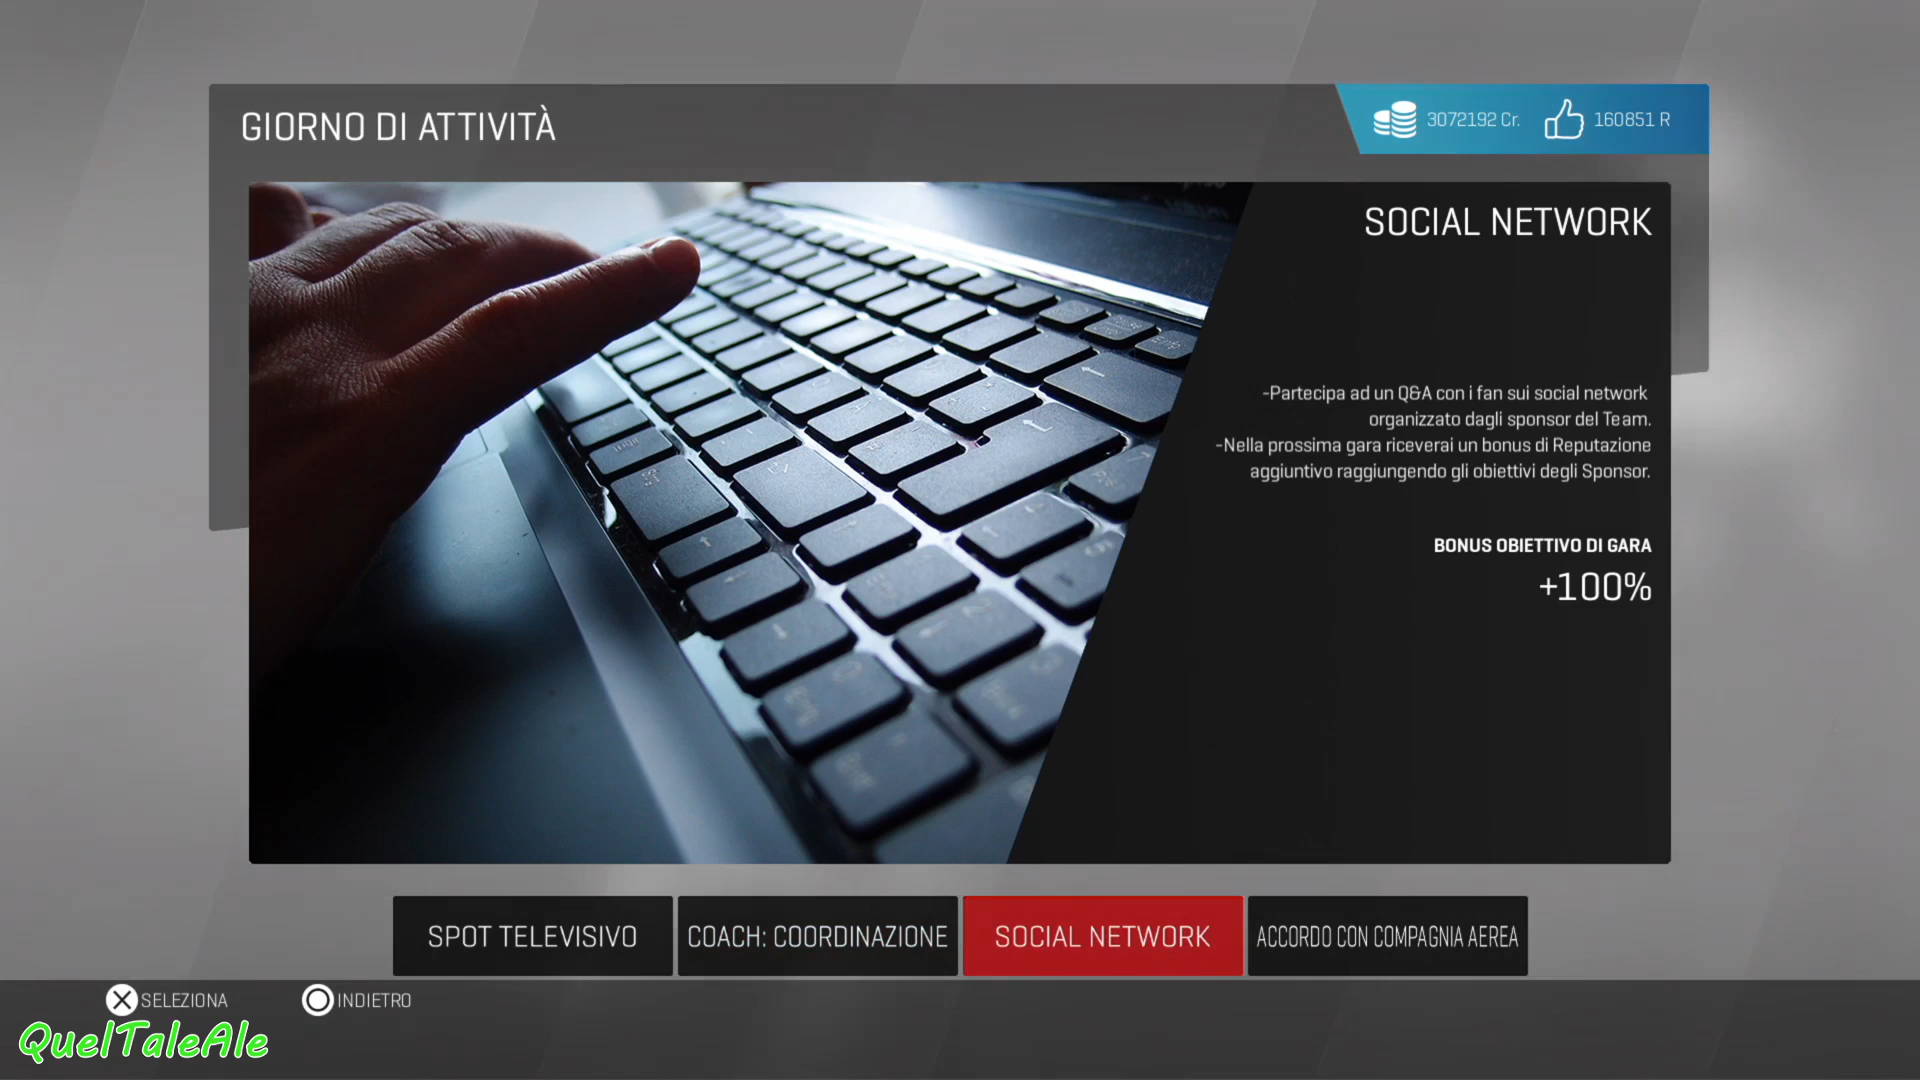 GIORNO DI ATTIVITÀ
3072192 Cr.
160851 R
SOCIAL NETWORK
-Partecipa ad un Q&A con i fan sui social network
organizzato dagli sponsor del Team.
-Nella prossima gara riceverai un bonus di Reputazione
aggiuntivo raggiungendo gli obiettivi degli Sponsor.
BONUS OBIETTIVO DI GARA
+100%
SPOT TELEVISIVO
COACH: COORDINAZIONE
SOCIAL NETWORK
ACCORDO CON COMPAGNIA AEREA
SELEZIONA
INDIETRO
QuelTaleAle